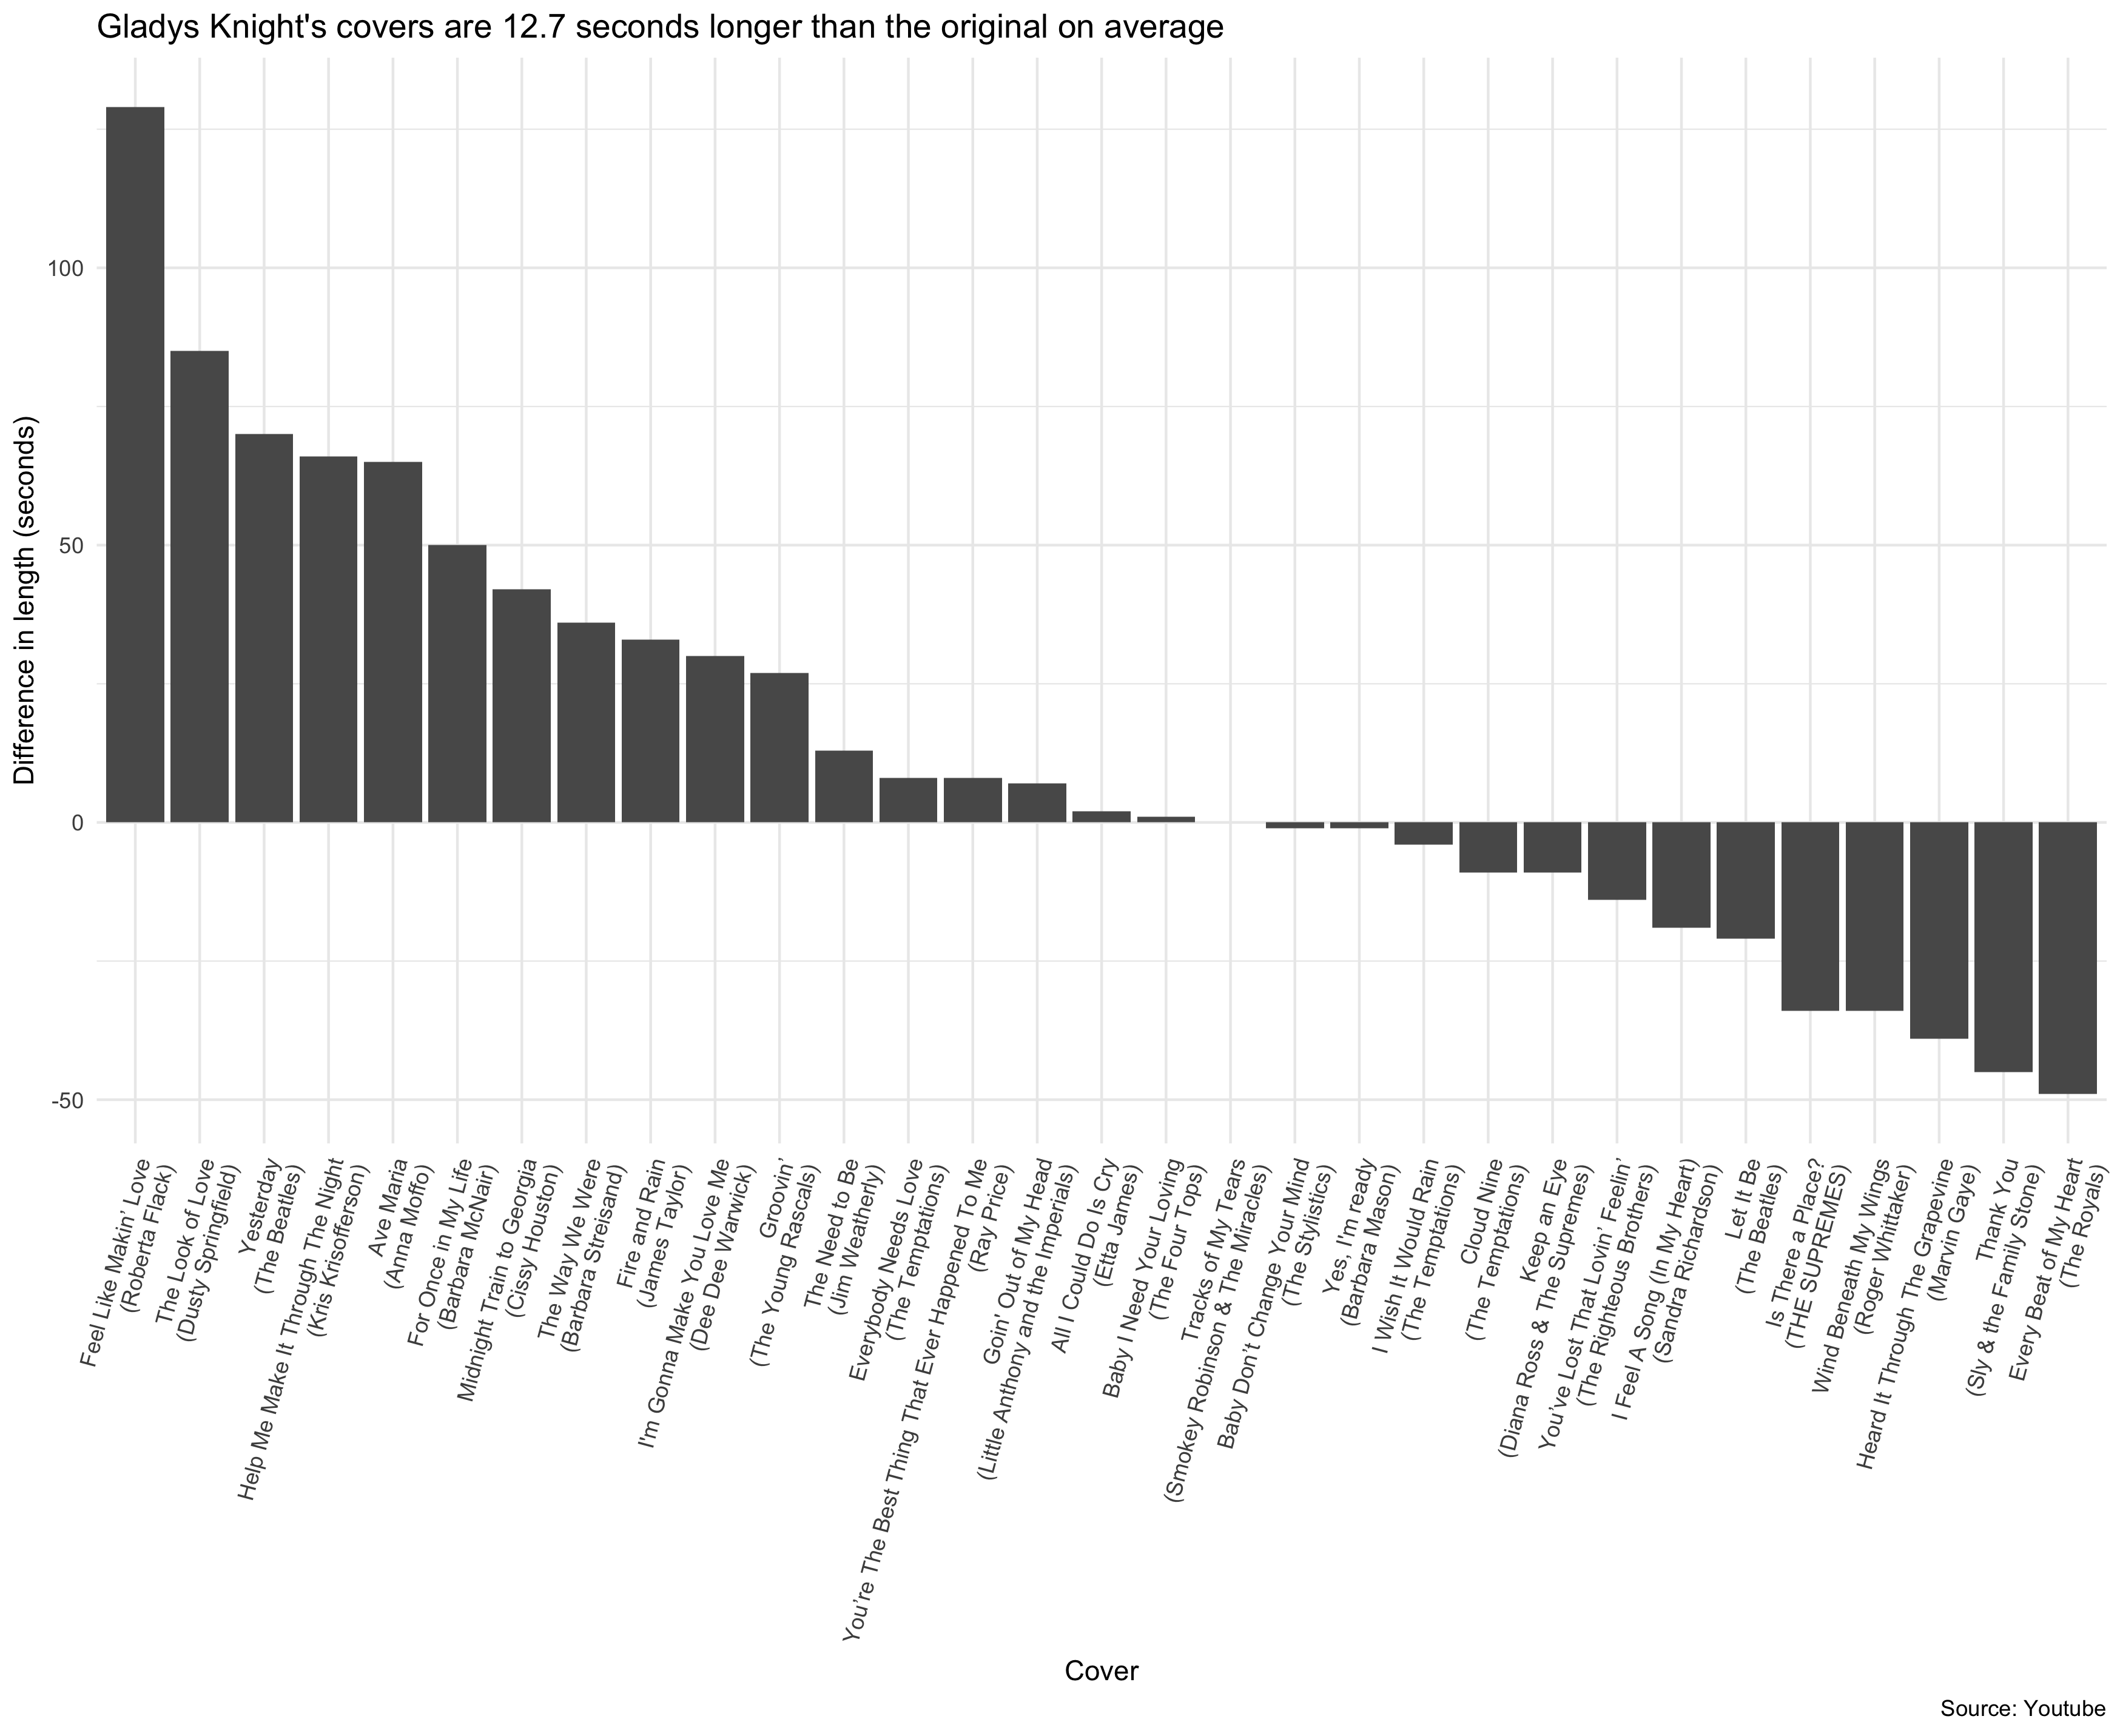 Gladys Knight's covers are 12.7 seconds longer than the original on average
Difference in length (seconds)
100
50
0
-50
Feel Like Makin’ Love
(Roberta Flack)
The Look of Love
(Dusty Springfield)
Yesterday
(The Beatles)
Help Me Make It Through The Night
(Kris Krisofferson)
Ave Maria
(Anna Moffo)
For Once in My Life
(Barbara McNair)
Midnight Train to Georgia
(Cissy Houston)
The Way We Were
(Barbara Streisand)
Fire and Rain
(James Taylor)
I'm Gonna Make You Love Me
(Dee Dee Warwick)
Groovin’
(The Young Rascals)
The Need to Be
(Jim Weatherly)
Everybody Needs Love
(The Temptations)
You’re The Best Thing That Ever Happened To Me
(Ray Price)
Goin' Out of My Head
(Little Anthony and the Imperials)
All I Could Do Is Cry
(Etta James)
Baby I Need Your Loving
(The Four Tops)
Tracks of My Tears
(Smokey Robinson & The Miracles)
Baby Don’t Change Your Mind
(The Stylistics)
Yes, I'm ready
(Barbara Mason)
I Wish It Would Rain
(The Temptations)
Cloud Nine
(The Temptations)
Keep an Eye
(Diana Ross & The Supremes)
You’ve Lost That Lovin’ Feelin’
(The Righteous Brothers)
I Feel A Song (In My Heart)
(Sandra Richardson)
Let It Be
(The Beatles)
Is There a Place?
(THE SUPREMES)
Wind Beneath My Wings
(Roger Whittaker)
Heard It Through The Grapevine
(Marvin Gaye)
Thank You
(Sly & the Family Stone)
Every Beat of My Heart
(The Royals)
Cover
Source: Youtube